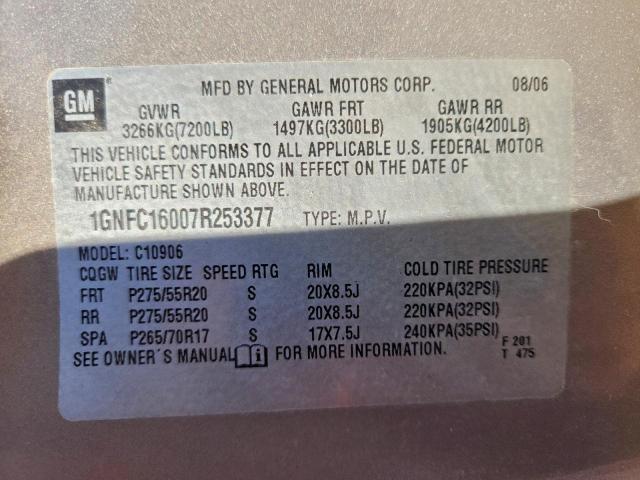 GM
MFD BY GENERAL MOTORS CORP. 08/06
GVWR GAWR FRT GAWR RR
3266KG(7200LB) 1497KG(3300LB) 1905KG(4200LB)
THIS VEHICLE CONFORMS TO ALL APPLICABLE U.S. FEDERAL MOTOR
VEHICLE SAFETY STANDARDS IN EFFECT ON THE DATE OF
MANUFACTURE SHOWN ABOVE.
1GNFC16007R253377 TYPE: M.P.V.
MODEL: C10906
CQGW TIRE SIZE SPEED RTG RIM COLD TIRE PRESSURE
FRT P275/55R20 S 20X8.5J 220KPA(32PSI)
RR P275/55R20 S 20X8.5J 220KPA(32PSI)
SPA P265/70R17 S 17X7.5J 240KPA(35PSI)
F 201
SEE OWNER'S MANUAL FOR MORE INFORMATION. T 475